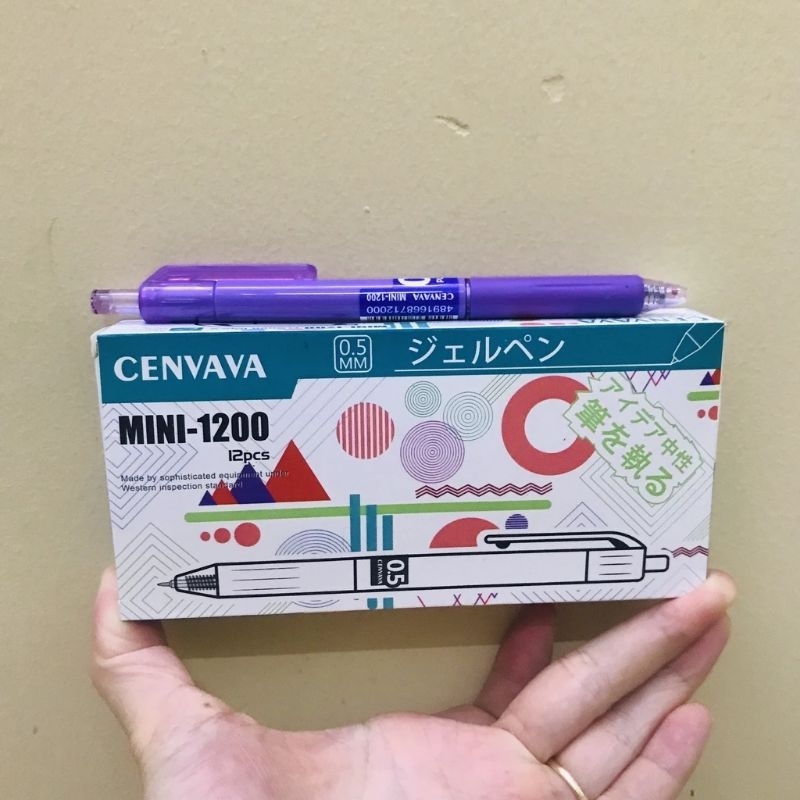 4891668712000
CENVAVA MINI-1200
CENVAVA
0.5
MM
ジェルペン
MINI-1200
12pcs
Made by sophisticated equipment under
Western inspection standard
アイデア中性
筆を執る
0.5
CENVAVA